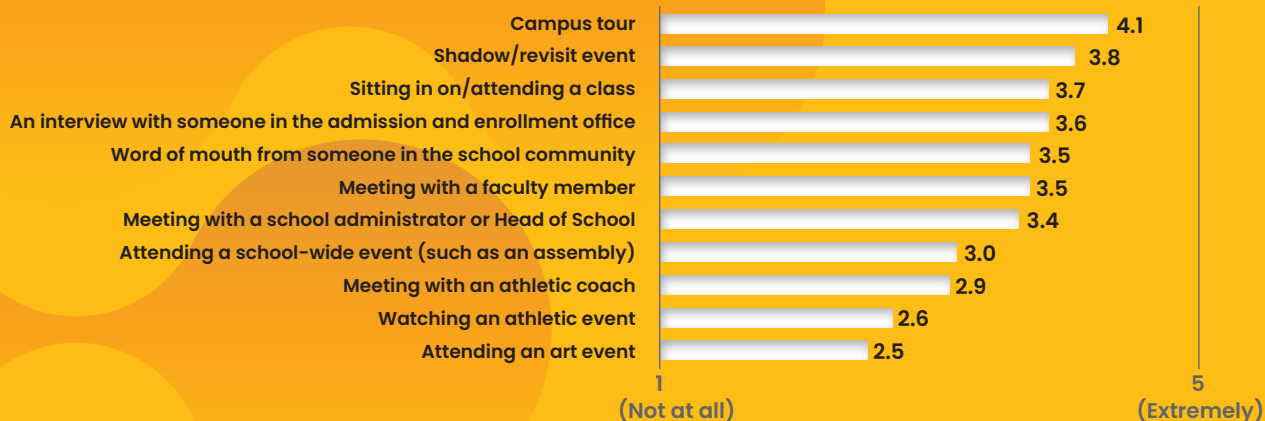 Campus tour 4.1
Shadow/revisit event 3.8
Sitting in on/attending a class 3.7
An interview with someone in the admission and enrollment office 3.6
Word of mouth from someone in the school community 3.5
Meeting with a faculty member 3.5
Meeting with a school administrator or Head of School 3.4
Attending a school-wide event (such as an assembly) 3.0
Meeting with an athletic coach 2.9
Watching an athletic event 2.6
Attending an art event 2.5
1 5
(Not at all) (Extremely)